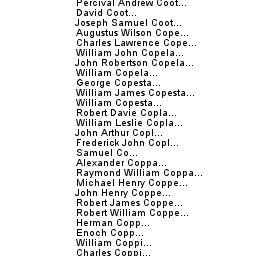 Percival Andrew Coot...
David Coot...
Joseph Samuel Coot...
Augustus Wilson Cope...
Charles Lawrence Cope...
William John Copela...
John Robertson Copela...
William Copela...
George Copesta...
William James Copesta...
William Copesta...
Robert Davie Copla...
William Leslie Copla...
John Arthur Copl...
Frederick John Copl...
Samuel Co...
Alexander Coppa...
Raymond William Coppa...
Michael Henry Coppe...
John Henry Coppe...
Robert James Coppe...
Robert William Coppe...
Herman Copp...
Enoch Copp...
William Coppi...
Charles Coppi...